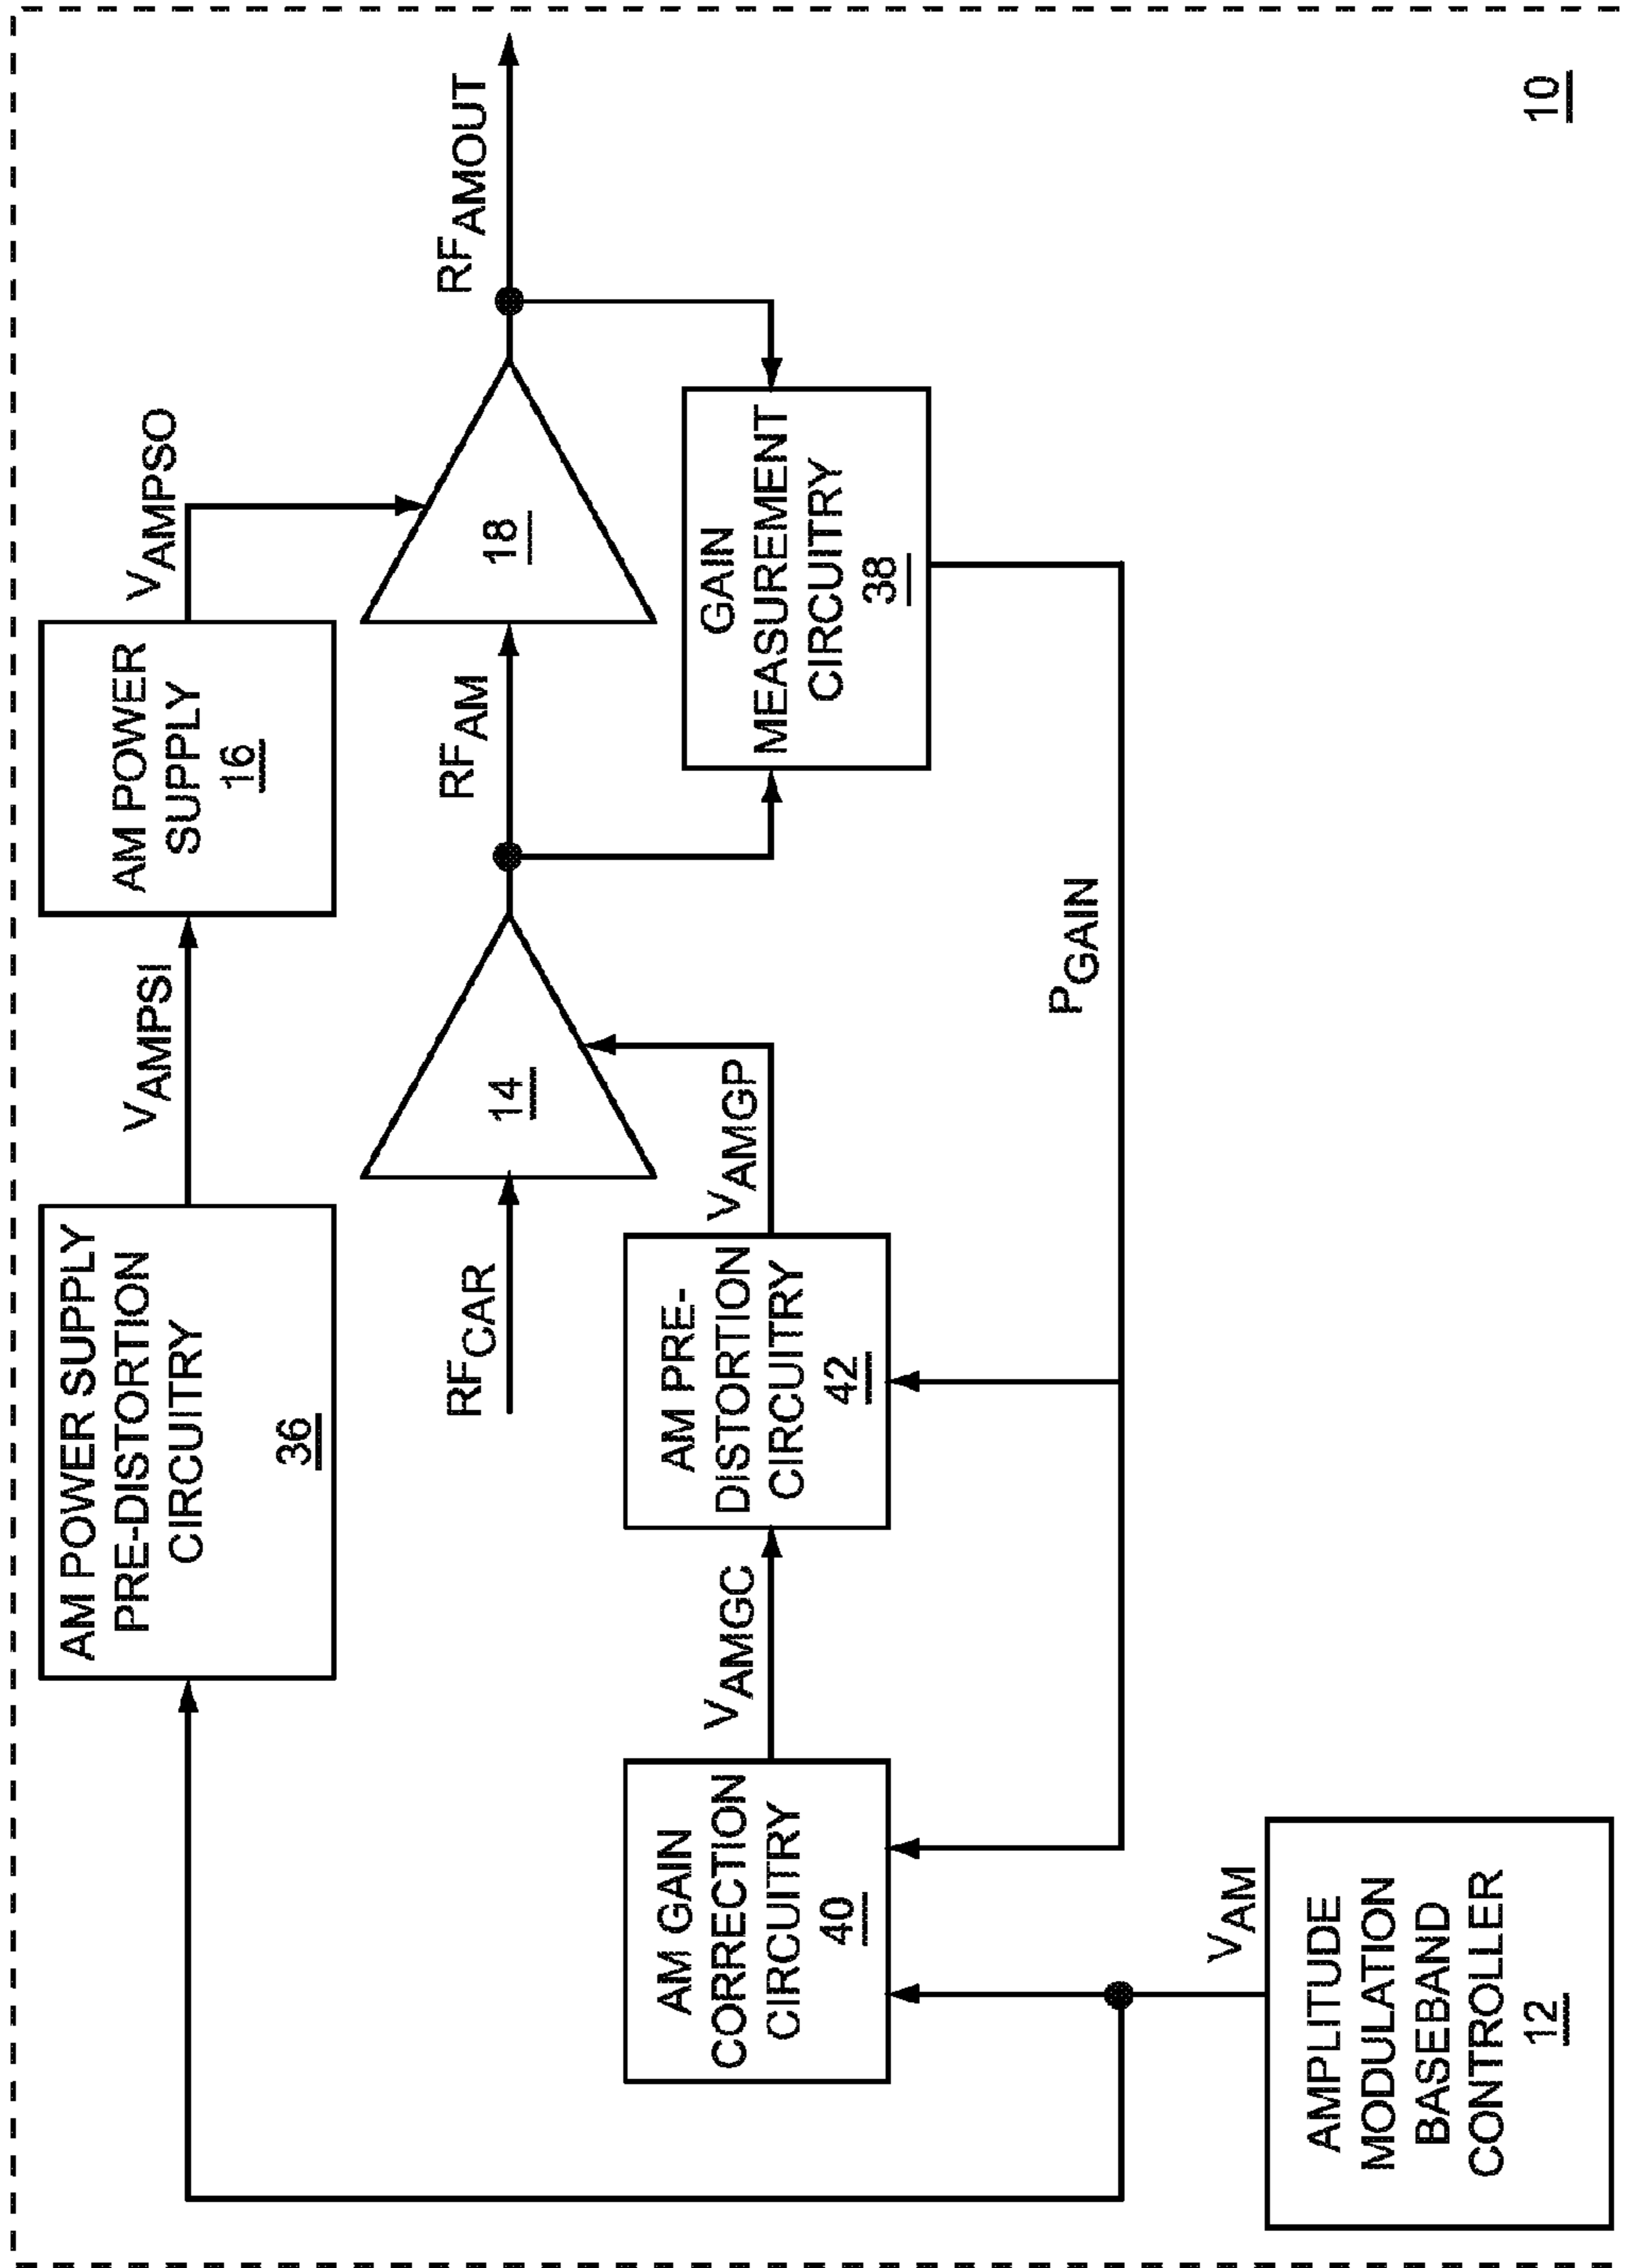 AM POWER SUPPLY
PRE-DISTORTION
CIRCUITRY
36
VAMPSI
AM POWER
SUPPLY
16
VAMPSO
RFCAR
14
RFAM
18
RFAMOUT
AM GAIN
CORRECTION
CIRCUITRY
40
VAMGC
AM PRE-
DISTORTION
CIRCUITRY
42
VAMGP
GAIN
MEASUREMENT
CIRCUITRY
38
PGAIN
VAM
AMPLITUDE
MODULATION
BASEBAND
CONTROLLER
12
10